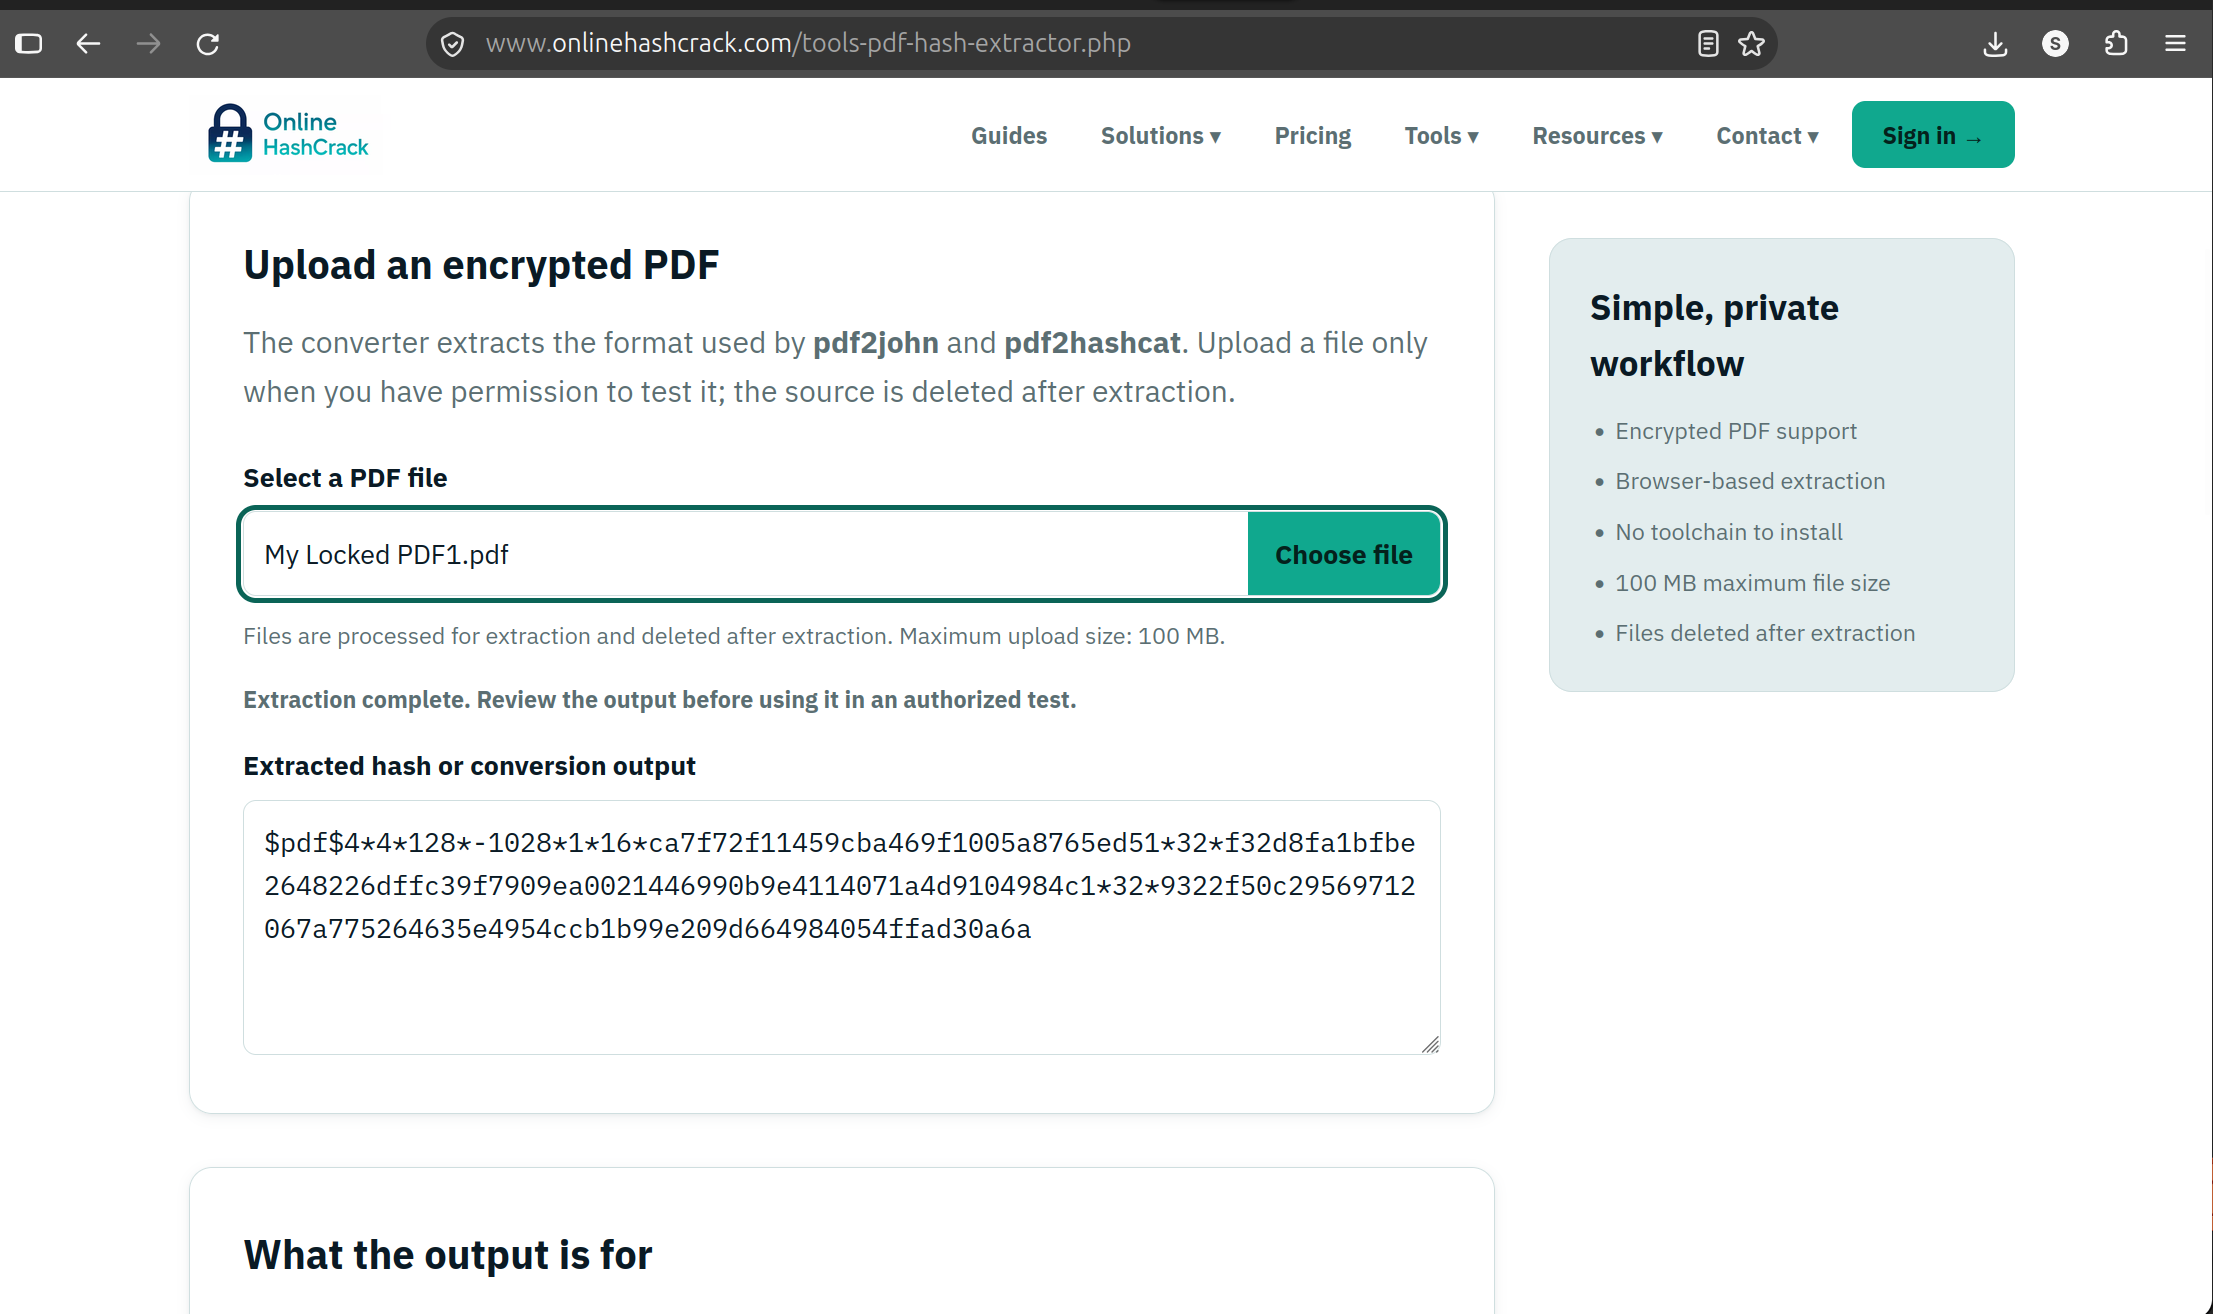 www.onlinehashcrack.com/tools-pdf-hash-extractor.php
S
#
Online
HashCrack
Guides
Solutions ▾
Pricing
Tools ▾
Resources ▾
Contact ▾
Sign in →
Upload an encrypted PDF
The converter extracts the format used by pdf2john and pdf2hashcat. Upload a file only
when you have permission to test it; the source is deleted after extraction.
Select a PDF file
My Locked PDF1.pdf
Choose file
Files are processed for extraction and deleted after extraction. Maximum upload size: 100 MB.
Extraction complete. Review the output before using it in an authorized test.
Extracted hash or conversion output
$pdf$4*4*128*-1028*1*16*ca7f72f11459cba469f1005a8765ed51*32*f32d8fa1bfbe
2648226dffc39f7909ea0021446990b9e4114071a4d9104984c1*32*9322f50c29569712
067a775264635e4954ccb1b99e209d664984054ffad30a6a
What the output is for
Simple, private
workflow
• Encrypted PDF support
• Browser-based extraction
• No toolchain to install
• 100 MB maximum file size
• Files deleted after extraction